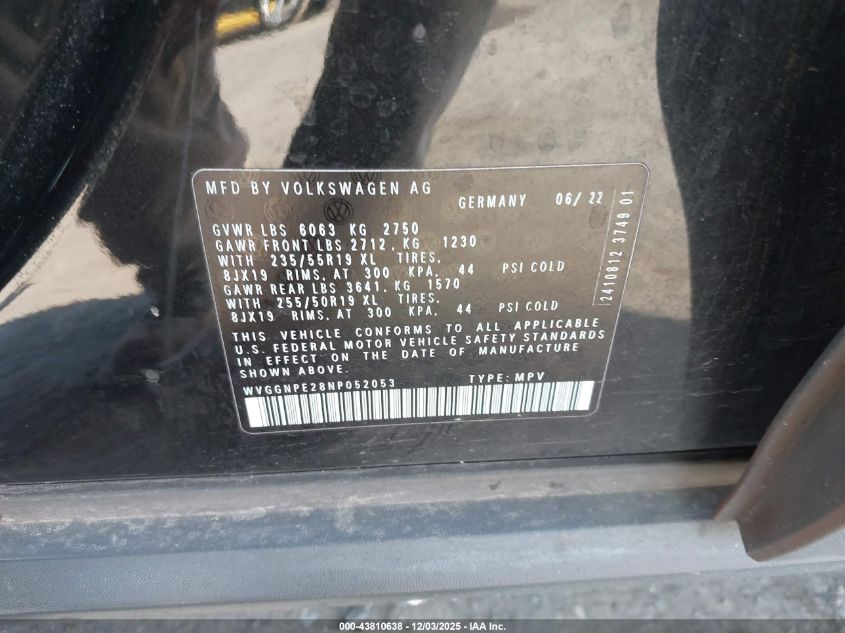 MFD BY VOLKSWAGEN AG GERMANY 06/ 22
GVWR LBS 6063 KG 2750
GAWR FRONT LBS 2712, KG 1230
WITH 235/55R19 XL TIRES,
8JX19 RIMS, AT 300 KPA, 44 PSI COLD
GAWR REAR LBS 3641, KG 1570
WITH 255/50R19 XL TIRES,
8JX19 RIMS, AT 300 KPA, 44 PSI COLD
THIS VEHICLE CONFORMS TO ALL APPLICABLE
U.S. FEDERAL MOTOR VEHICLE SAFETY STANDARDS
IN EFFECT ON THE DATE OF MANUFACTURE
SHOWN ABOVE.
WVGGNPE28NP052053 TYPE: MPV
2410812 3749 01
000-43810638 - 12/03/2025 - IAA Inc.